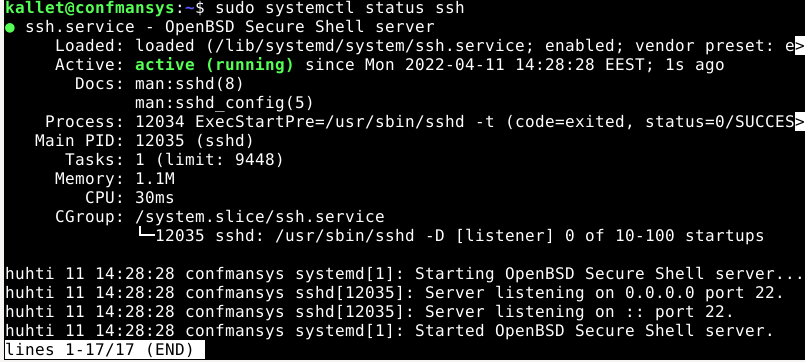 kallet@confmansys:~$ sudo systemctl status ssh
● ssh.service - OpenBSD Secure Shell server
     Loaded: loaded (/lib/systemd/system/ssh.service; enabled; vendor preset: e>
     Active: active (running) since Mon 2022-04-11 14:28:28 EEST; 1s ago
       Docs: man:sshd(8)
             man:sshd_config(5)
    Process: 12034 ExecStartPre=/usr/sbin/sshd -t (code=exited, status=0/SUCCES>
   Main PID: 12035 (sshd)
      Tasks: 1 (limit: 9448)
     Memory: 1.1M
        CPU: 30ms
     CGroup: /system.slice/ssh.service
             └─12035 sshd: /usr/sbin/sshd -D [listener] 0 of 10-100 startups

huhti 11 14:28:28 confmansys systemd[1]: Starting OpenBSD Secure Shell server...
huhti 11 14:28:28 confmansys sshd[12035]: Server listening on 0.0.0.0 port 22.
huhti 11 14:28:28 confmansys sshd[12035]: Server listening on :: port 22.
huhti 11 14:28:28 confmansys systemd[1]: Started OpenBSD Secure Shell server.
lines 1-17/17 (END)